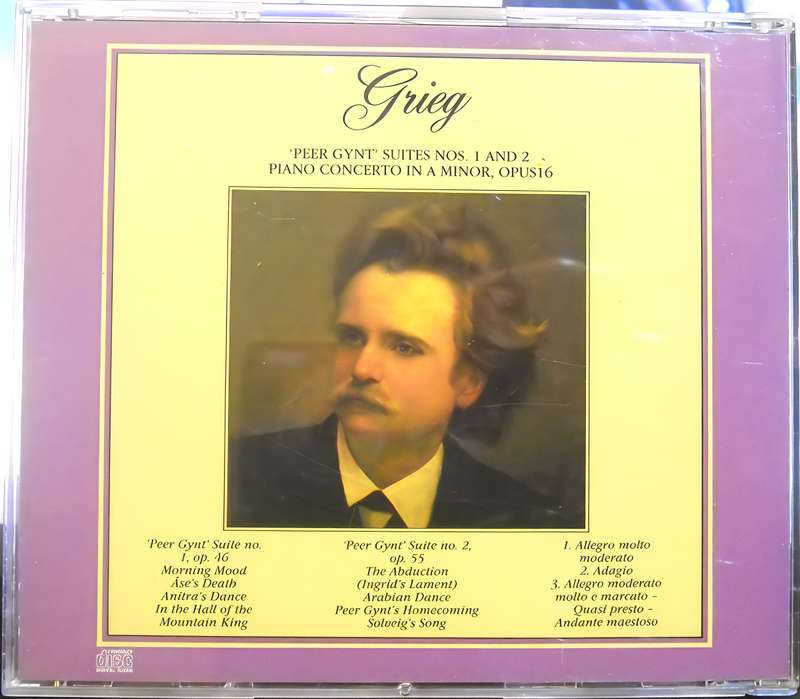 Grieg
'PEER GYNT' SUITES NOS. 1 AND 2
PIANO CONCERTO IN A MINOR, OPUS16
'Peer Gynt' Suite no.
1, op. 46
Morning Mood
Åse's Death
Anitra's Dance
In the Hall of the
Mountain King
'Peer Gynt' Suite no. 2,
op. 55
The Abduction
(Ingrid's Lament)
Arabian Dance
Peer Gynt's Homecoming
Solveig's Song
1. Allegro molto
moderato
2. Adagio
3. Allegro moderato
molto e marcato –
Quasi presto –
Andante maestoso
disc